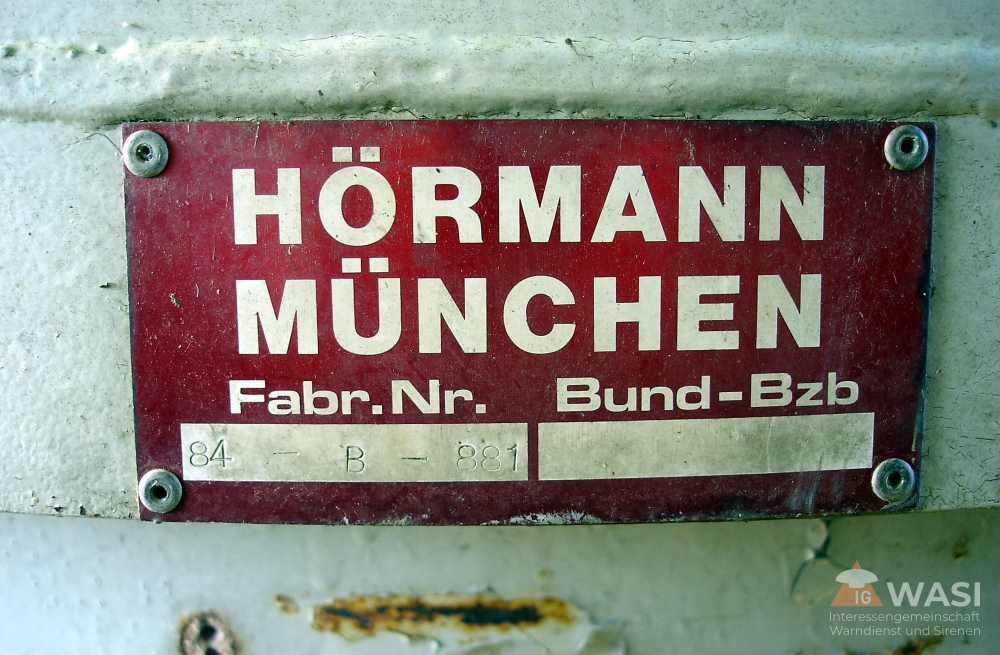 HÖRMANN
MÜNCHEN
Fabr.Nr. Bund-Bzb
84 - B - 881
IG WASI
Interessengemeinschaft
Warndienst und Sirenen